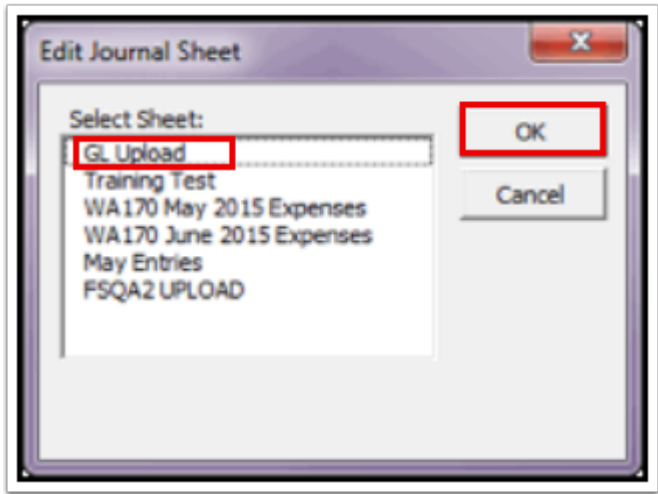 Edit Journal Sheet
Select Sheet:
GL Upload
Training Test
WA170 May 2015 Expenses
WA170 June 2015 Expenses
May Entries
FSQA2 UPLOAD
OK
Cancel